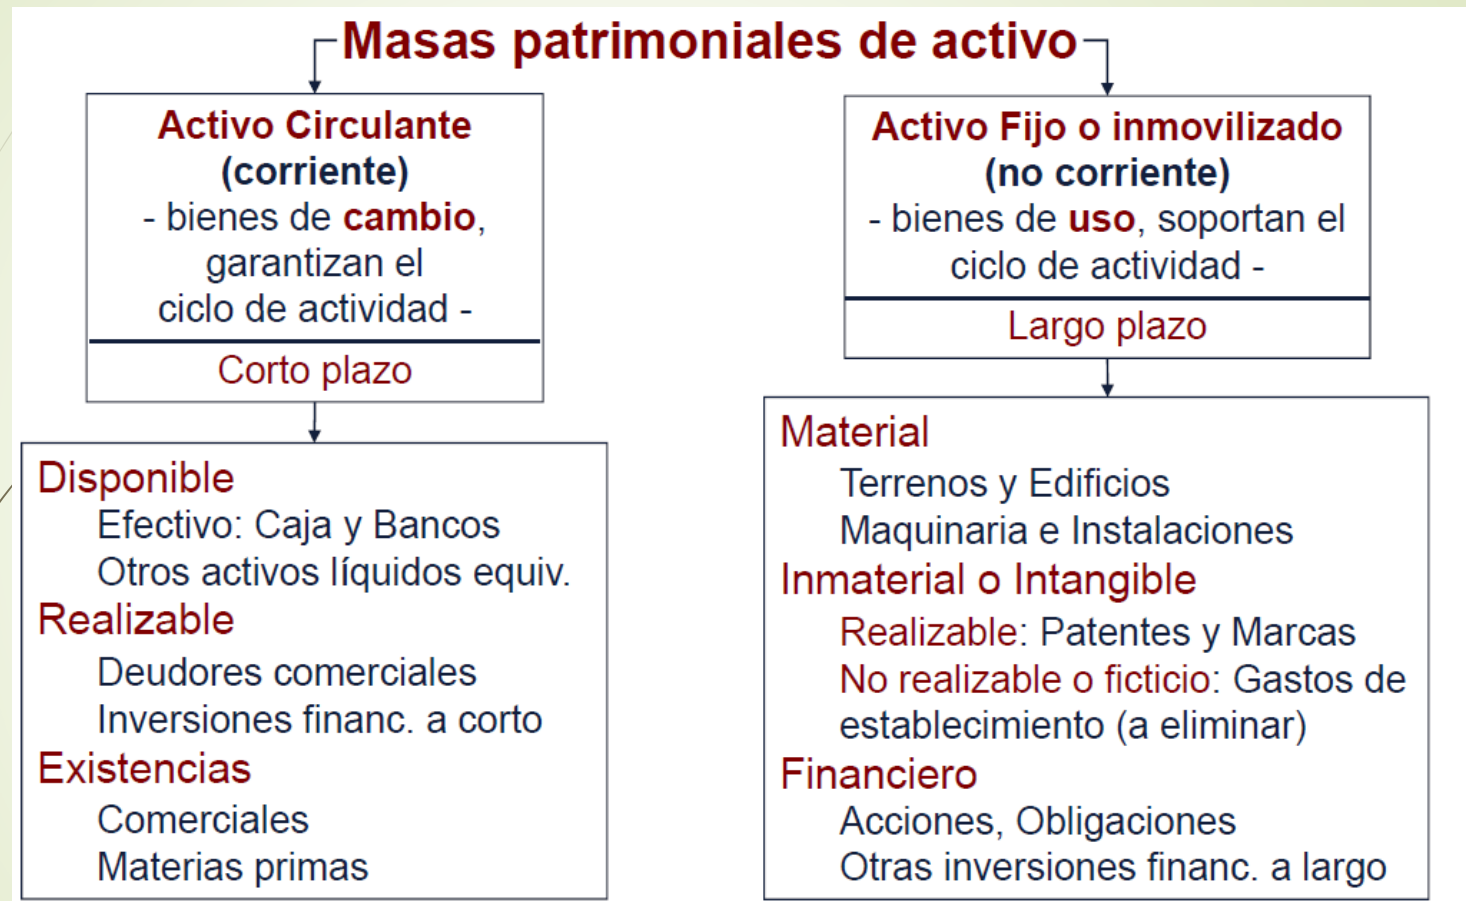 Masas patrimoniales de activo
Activo Circulante
(corriente)
- bienes de cambio,
garantizan el
ciclo de actividad -
Corto plazo
Disponible
Efectivo: Caja y Bancos
Otros activos líquidos equiv.
Realizable
Deudores comerciales
Inversiones financ. a corto
Existencias
Comerciales
Materias primas
Activo Fijo o inmovilizado
(no corriente)
- bienes de uso, soportan el
ciclo de actividad -
Largo plazo
Material
Terrenos y Edificios
Maquinaria e Instalaciones
Inmaterial o Intangible
Realizable: Patentes y Marcas
No realizable o ficticio: Gastos de
establecimiento (a eliminar)
Financiero
Acciones, Obligaciones
Otras inversiones financ. a largo